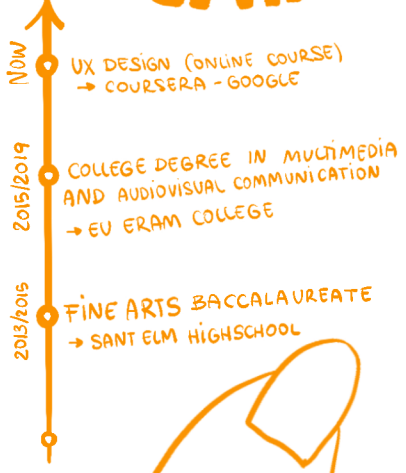 NOW
UX DESIGN (ONLINE COURSE)
→ COURSERA - GOOGLE
2015/2019
COLLEGE DEGREE IN MULTIMEDIA
AND AUDIOVISUAL COMMUNICATION
→ EU ERAM COLLEGE
2013/2015
FINE ARTS BACCALAUREATE
→ SANT ELM HIGHSCHOOL